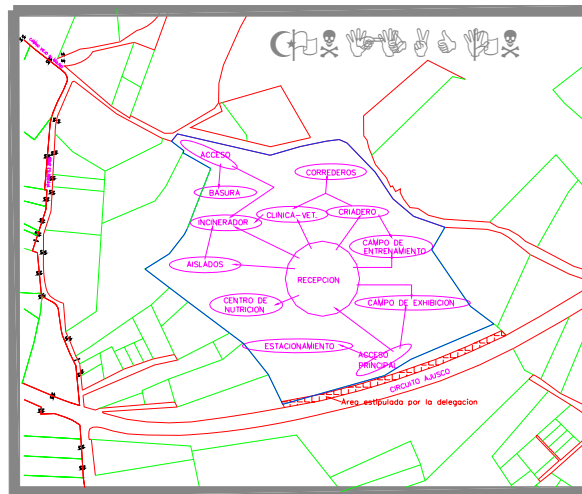 ACCESO
CORREDEROS
BASURA
INCINERADOR
CLINICA-VET.
CRIADERO
CAMPO DE
ENTRENAMIENTO
AISLADOS
RECEPCION
CENTRO DE
NUTRICION
CAMPO DE EXHIBICION
ESTACIONAMIENTO
ACCESO
PRINCIPAL
CIRCUITO AJUSCO
Area estipulada por la delegacion